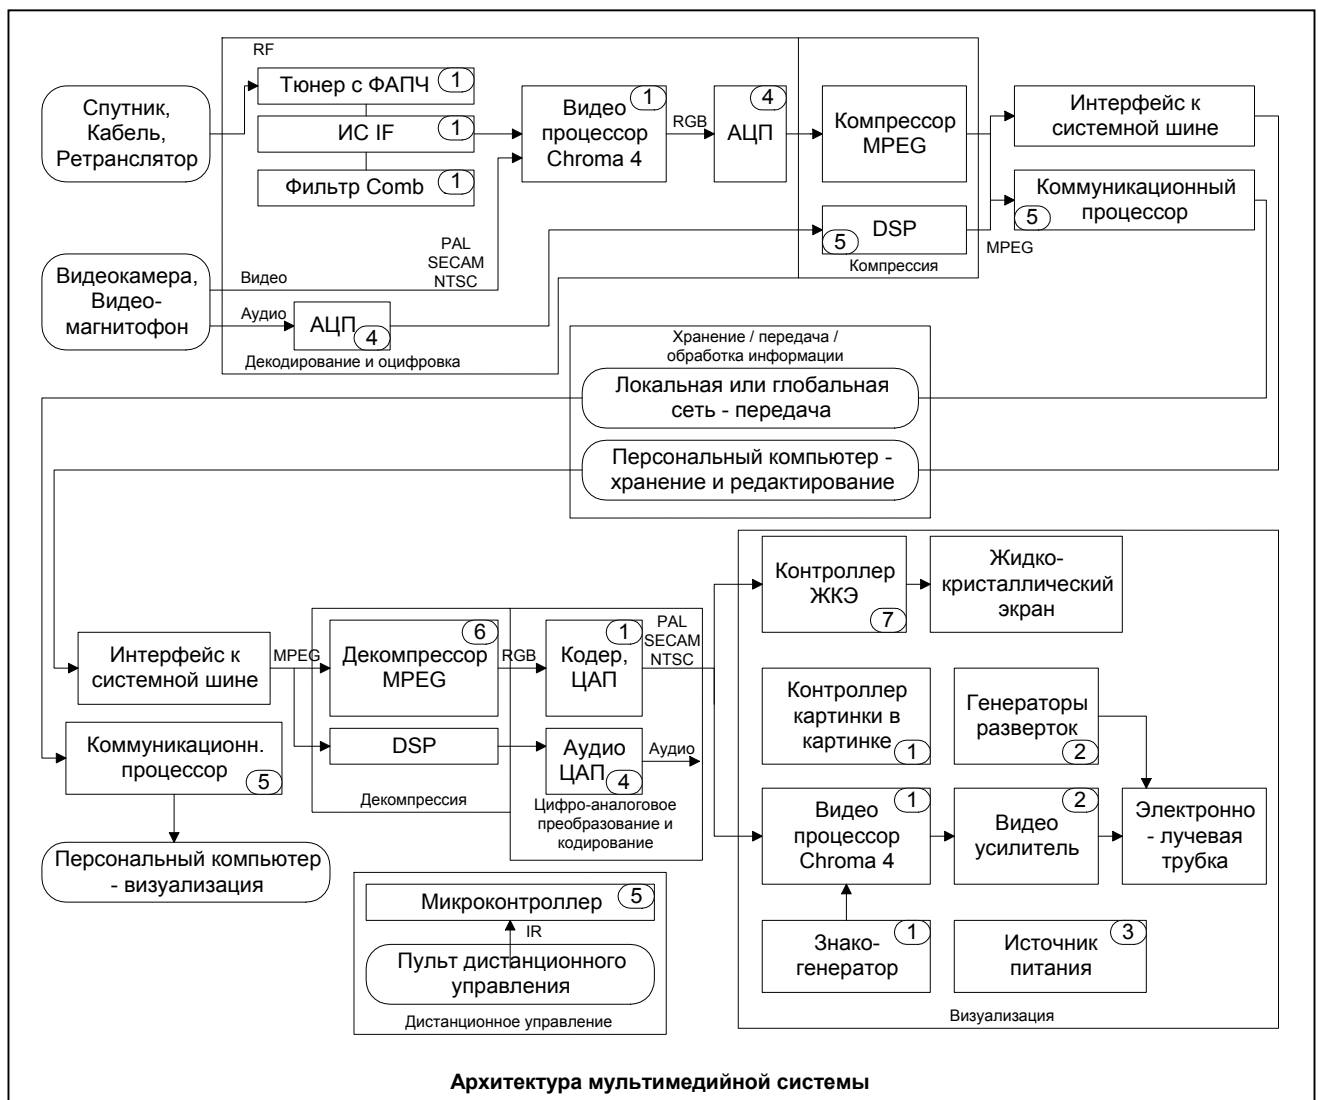 RF
Тюнер с ФАПЧ 1
ИС IF 1
Фильтр Comb 1
Спутник,
Кабель,
Ретранслятор
Видео 1
процессор
Chroma 4
RGB
4
АЦП
Компрессор
MPEG
Интерфейс к
системной шине
Коммуникационный
процессор
5
DSP
5
MPEG
Компрессия
PAL
SECAM
NTSC
Видеокамера,
Видео-
магнитофон
Видео
Аудио
АЦП
4
Декодирование и оцифровка
Хранение / передача /
обработка информации
Локальная или глобальная
сеть - передача
Персональный компьютер -
хранение и редактирование
Контроллер
ЖКЭ
7
Жидко-
кристаллический
экран
Интерфейс к
системной шине
MPEG
6
Декомпрессор
MPEG
RGB
1
Кодер,
ЦАП
PAL
SECAM
NTSC
Контроллер
картинки в
картинке
1
Генераторы
разверток
2
Коммуникационн.
процессор
5
DSP
Аудио
ЦАП
4
Аудио
Декомпрессия
Цифро-аналоговое
преобразование и
кодирование
Видео 1
процессор
Chroma 4
2
Видео
усилитель
Электронно
- лучевая
трубка
Персональный компьютер
- визуализация
Микроконтроллер 5
IR
Пульт дистанционного
управления
Дистанционное управление
Знако- 1
генератор
Источник 3
питания
Визуализация
Архитектура мультимедийной системы